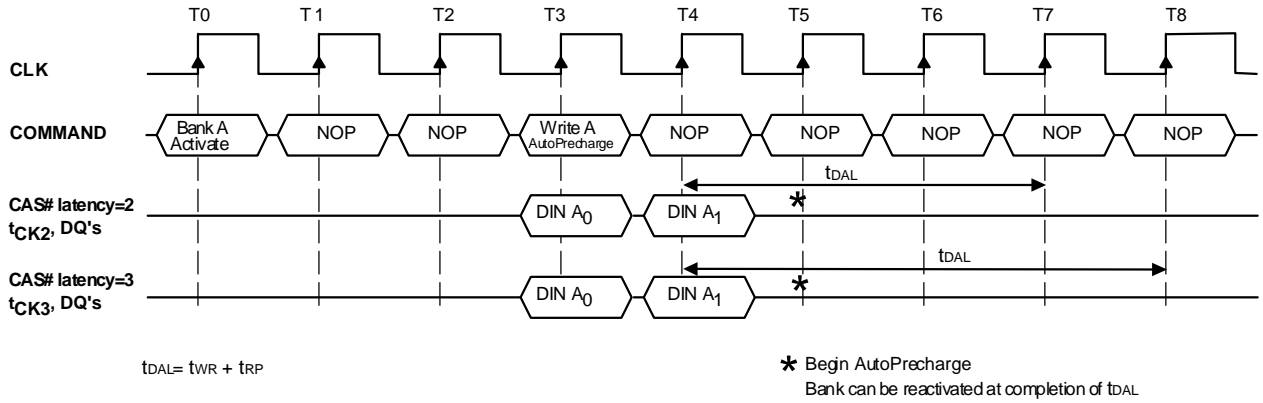 T0 T1 T2 T3 T4 T5 T6 T7 T8
CLK
COMMAND
Bank A
Activate
NOP
NOP
Write A
AutoPrecharge
NOP
NOP
NOP
NOP
NOP
tDAL
CAS# latency=2
tCK2, DQ's
DIN A0
DIN A1
*
tDAL
CAS# latency=3
tCK3, DQ's
DIN A0
DIN A1
*
tDAL= tWR + tRP
* Begin AutoPrecharge
Bank can be reactivated at completion of tDAL